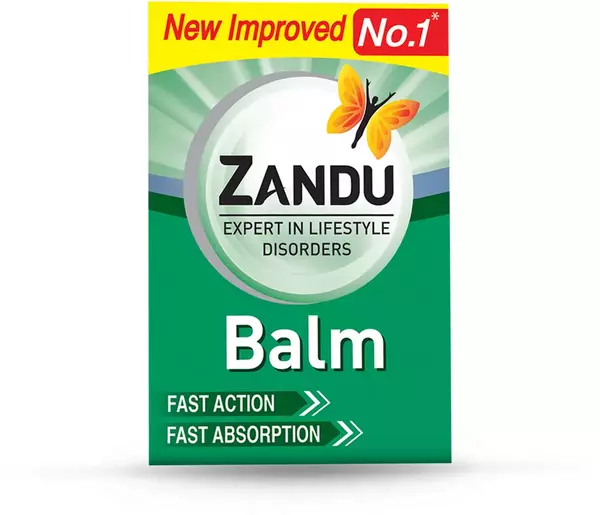 New Improved No.1*
ZANDU
EXPERT IN LIFESTYLE
DISORDERS
Balm
FAST ACTION
FAST ABSORPTION